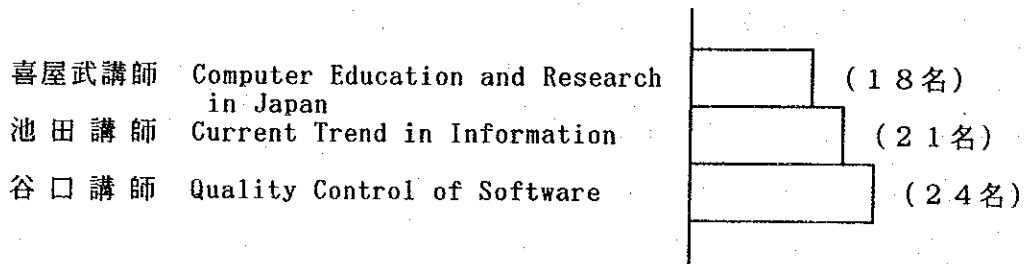 喜屋武講師 Computer Education and Research in Japan (18名)
池田講師 Current Trend in Information (21名)
谷口講師 Quality Control of Software (24名)